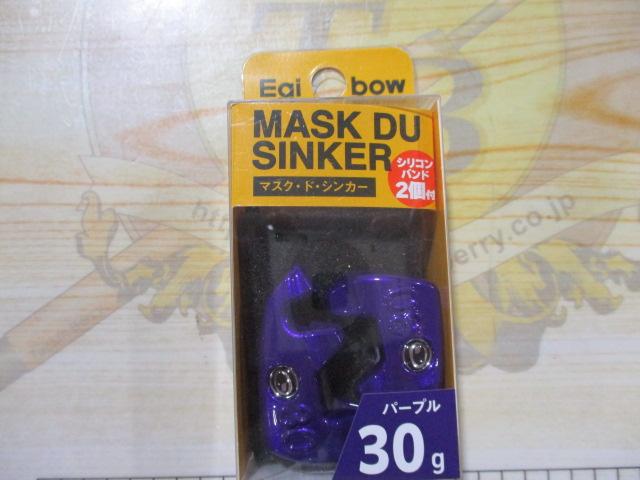 Eai bow
MASK DU
SINKER
マスク・ド・シンカー
シリコン
バンド
2個付
パープル
30g